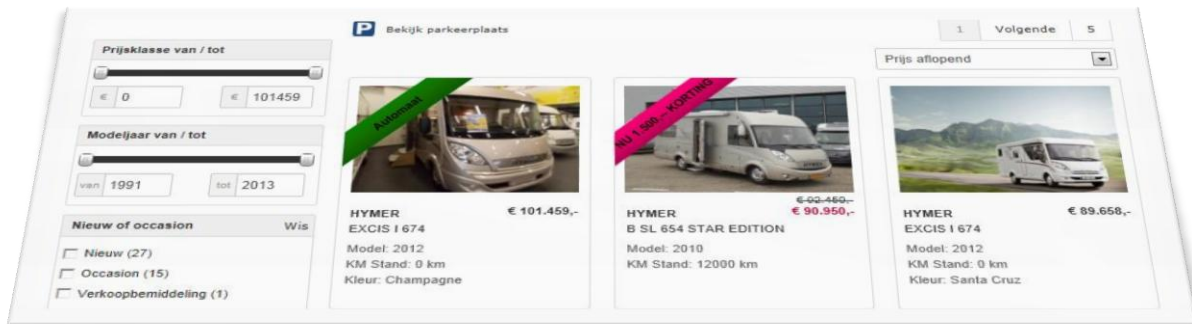 Bekijk parkeerplaats
1 Volgende 5
Prijs aflopend
Prijsklasse van / tot
€ 0 € 101459
Modeljaar van / tot
van 1991 tot 2013
Nieuw of occasion Wis
Nieuw (27)
Occasion (15)
Verkoopbemiddeling (1)
Automaat
HYMER € 101.459,-
EXCIS I 674
Model: 2012
KM Stand: 0 km
Kleur: Champagne
NU 1.500,- KORTING
€ 92.450,-
HYMER € 90.950,-
B SL 654 STAR EDITION
Model: 2010
KM Stand: 12000 km
HYMER € 89.658,-
EXCIS I 674
Model: 2012
KM Stand: 0 km
Kleur: Santa Cruz